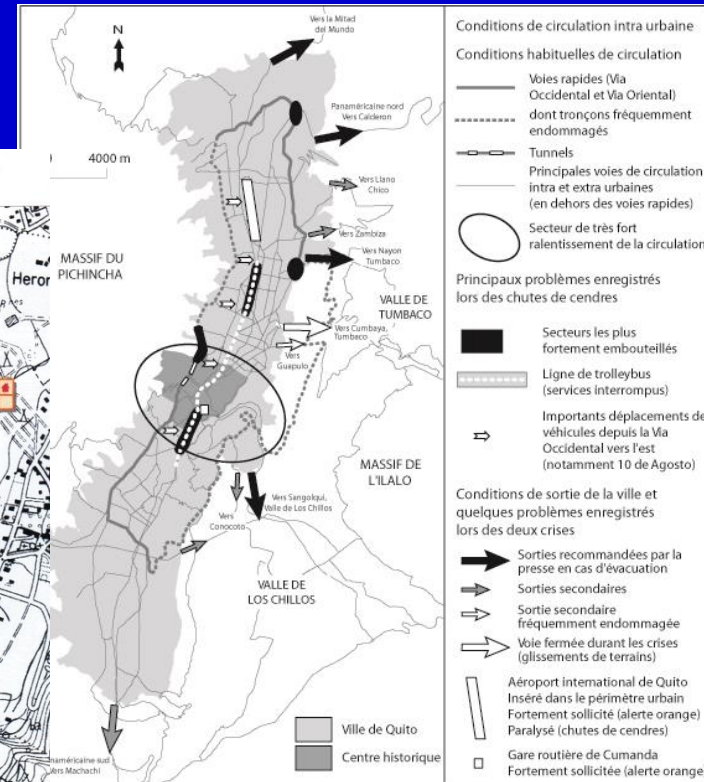 N
Vers la Mitad
del Mundo
Panaméricaine nord
Vers Calderon
4000 m
Vers Llano
Chico
Vers Zambiza
MASSIF DU
PICHINCHA
Vers Nayon
Tumbaco
VALLE DE
TUMBACO
Vers Cumbaya,
Tumbaco
Vers
Guapulo
MASSIF DE
L'ILALO
Vers Sangolqui,
Valle de Los Chillos
Vers
Conocoto
VALLE DE
LOS CHILLOS
Vers Machachi
Ville de Quito
Centre historique
Conditions de circulation intra urbaine
Conditions habituelles de circulation
Voies rapides (Via
Occidental et Via Oriental)
dont tronçons fréquemment
endommagés
Tunnels
Principales voies de circulation
intra et extra urbaines
(en dehors des voies rapides)
Secteur de très fort
ralentissement de la circulation
Principaux problèmes enregistrés
lors des chutes de cendres
Secteurs les plus
fortement embouteillés
Ligne de trolleybus
(services interrompus)
Importants déplacements de
véhicules depuis la Via
Occidental vers l'est
(notamment 10 de Agosto)
Conditions de sortie de la ville et
quelques problèmes enregistrés
lors des deux crises
Sorties recommandées par la
presse en cas d'évacuation
Sorties secondaires
Sortie secondaire
fréquemment endommagée
Voie fermée durant les crises
(glissements de terrains)
Aéroport international de Quito
Inséré dans le périmètre urbain
Fortement sollicité (alerte orange)
Paralysé (chutes de cendres)
Gare routière de Cumanda
Fortement sollicitée (alerte orange)